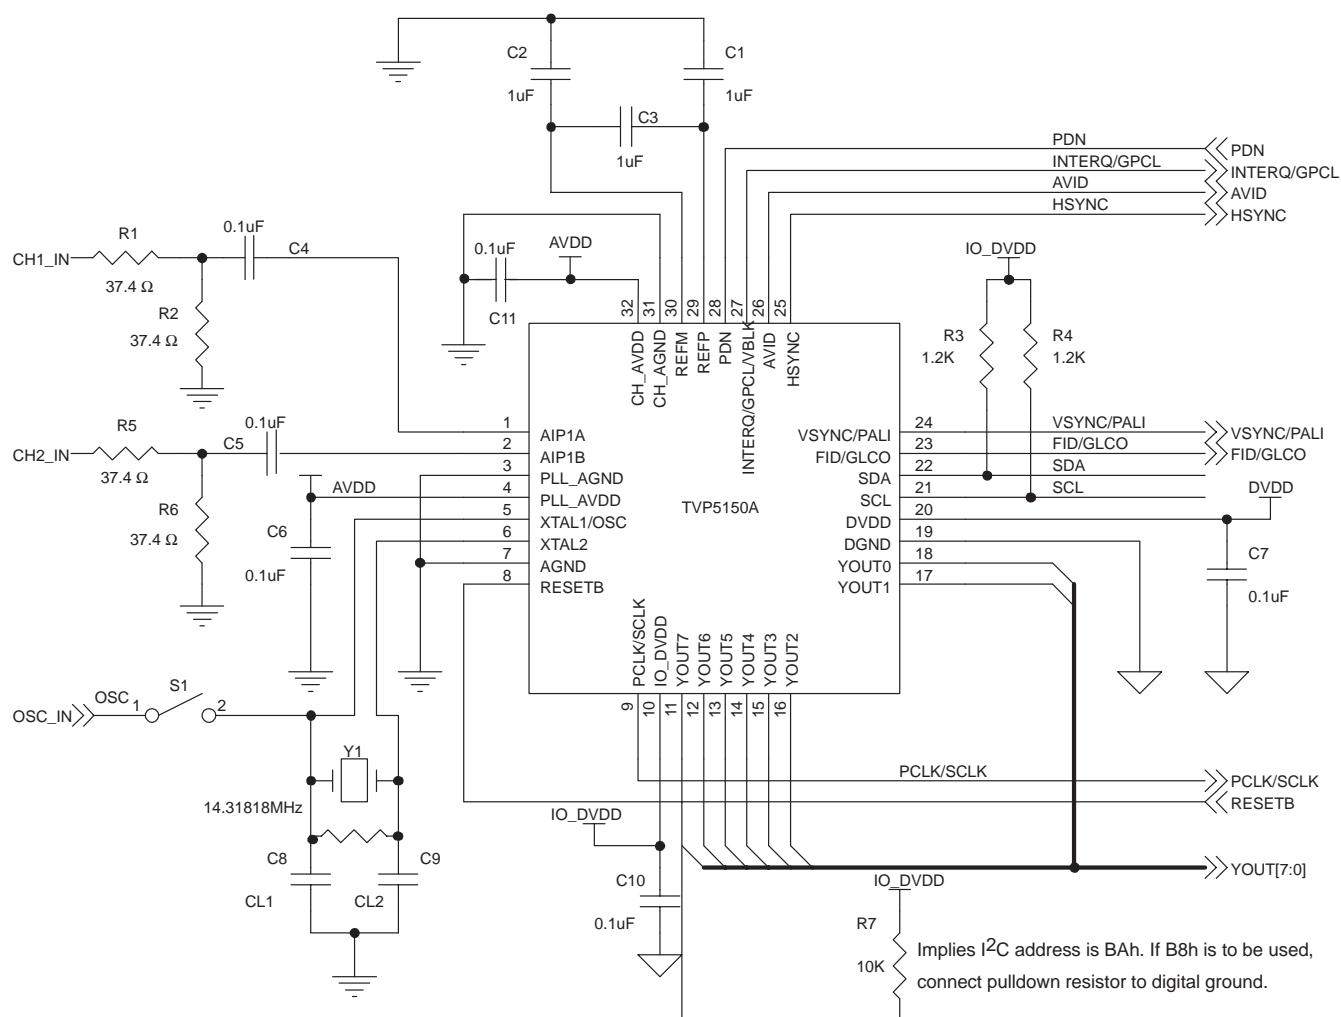 C2
C1
1uF
1uF
C3
1uF
PDN
PDN
INTERQ/GPCL
INTERQ/GPCL
AVID
AVID
HSYNC
HSYNC
R1
0.1uF
C4
CH1_IN
37.4 Ω
R2
37.4 Ω
0.1uF
AVDD
C11
IO_DVDD
R3
1.2K
R4
1.2K
32
31
30
29
28
27
26
25
CH_AVDD
CH_AGND
REFM
REFP
PDN
INTERQ/GPCL/VBLK
AVID
HSYNC
R5
0.1uF
C5
CH2_IN
37.4 Ω
R6
37.4 Ω
AVDD
C6
0.1uF
1
AIP1A
2
AIP1B
3
PLL_AGND
4
PLL_AVDD
5
XTAL1/OSC
6
XTAL2
7
AGND
8
RESETB
TVP5150A
VSYNC/PALI
24
VSYNC/PALI
VSYNC/PALI
FID/GLCO
23
FID/GLCO
FID/GLCO
SDA
22
SDA
SCL
21
SCL
DVDD
20
DVDD
DGND
19
YOUT0
18
YOUT1
17
C7
0.1uF
PCLK/SCLK
IO_DVDD
YOUT7
YOUT6
YOUT5
YOUT4
YOUT3
YOUT2
9
10
11
12
13
14
15
16
OSC_IN
OSC
1
S1
2
Y1
14.31818MHz
C8
C9
CL1
CL2
PCLK/SCLK
PCLK/SCLK
RESETB
IO_DVDD
C10
0.1uF
YOUT[7:0]
IO_DVDD
R7
10K
Implies I2C address is BAh. If B8h is to be used,
connect pulldown resistor to digital ground.